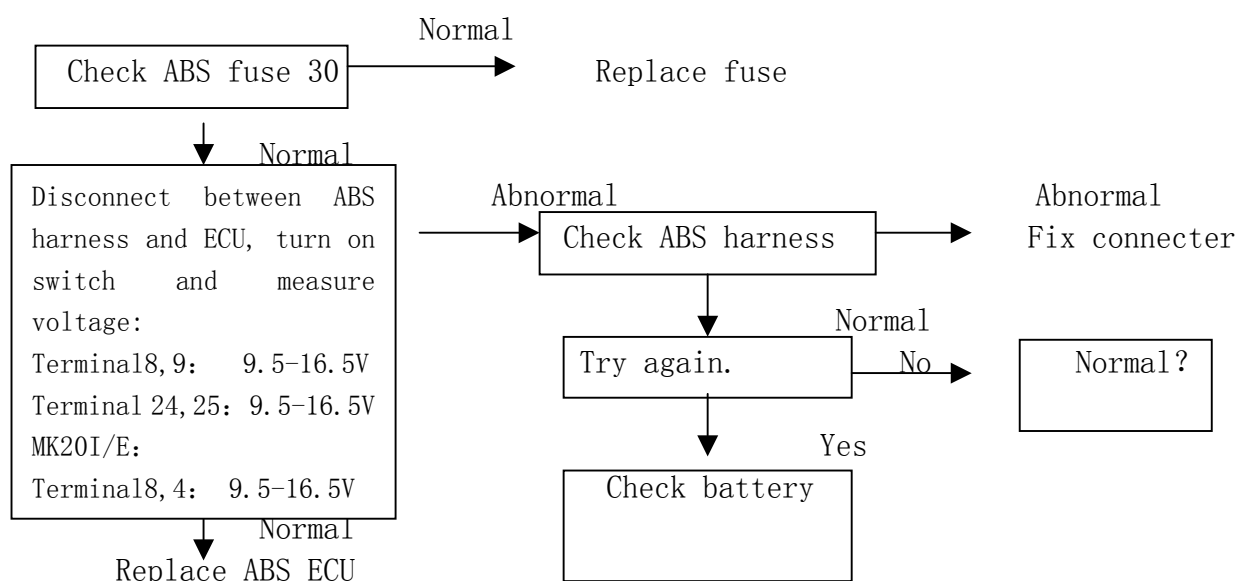 Normal
Check ABS fuse 30
Replace fuse
Normal
Disconnect between ABS
harness and ECU, turn on
switch and measure
voltage:
Terminal8,9： 9.5-16.5V
Terminal 24,25：9.5-16.5V
MK20I/E：
Terminal8,4： 9.5-16.5V
Abnormal
Check ABS harness
Abnormal
Fix connecter
Normal
Try again.
No
Normal？
Yes
Check battery
Normal
Replace ABS ECU